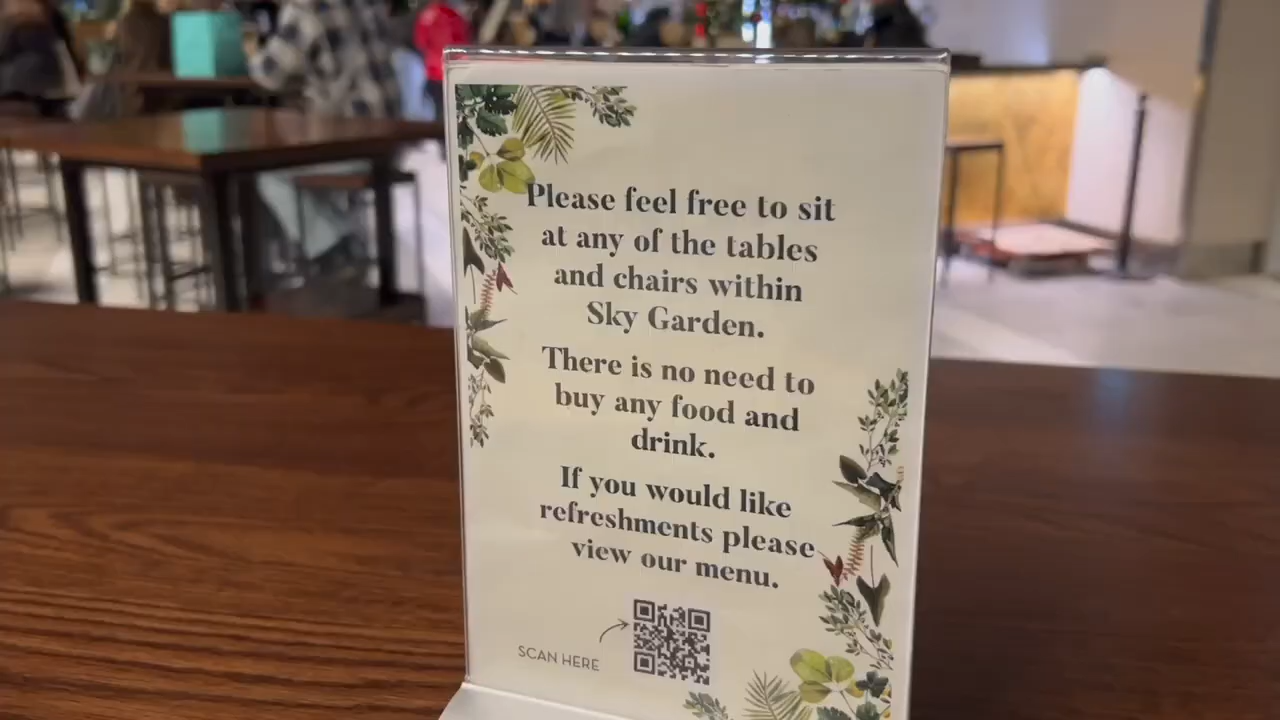 Please feel free to sit
at any of the tables
and chairs within
Sky Garden.
There is no need to
buy any food and
drink.
If you would like
refreshments please
view our menu.
SCAN HERE